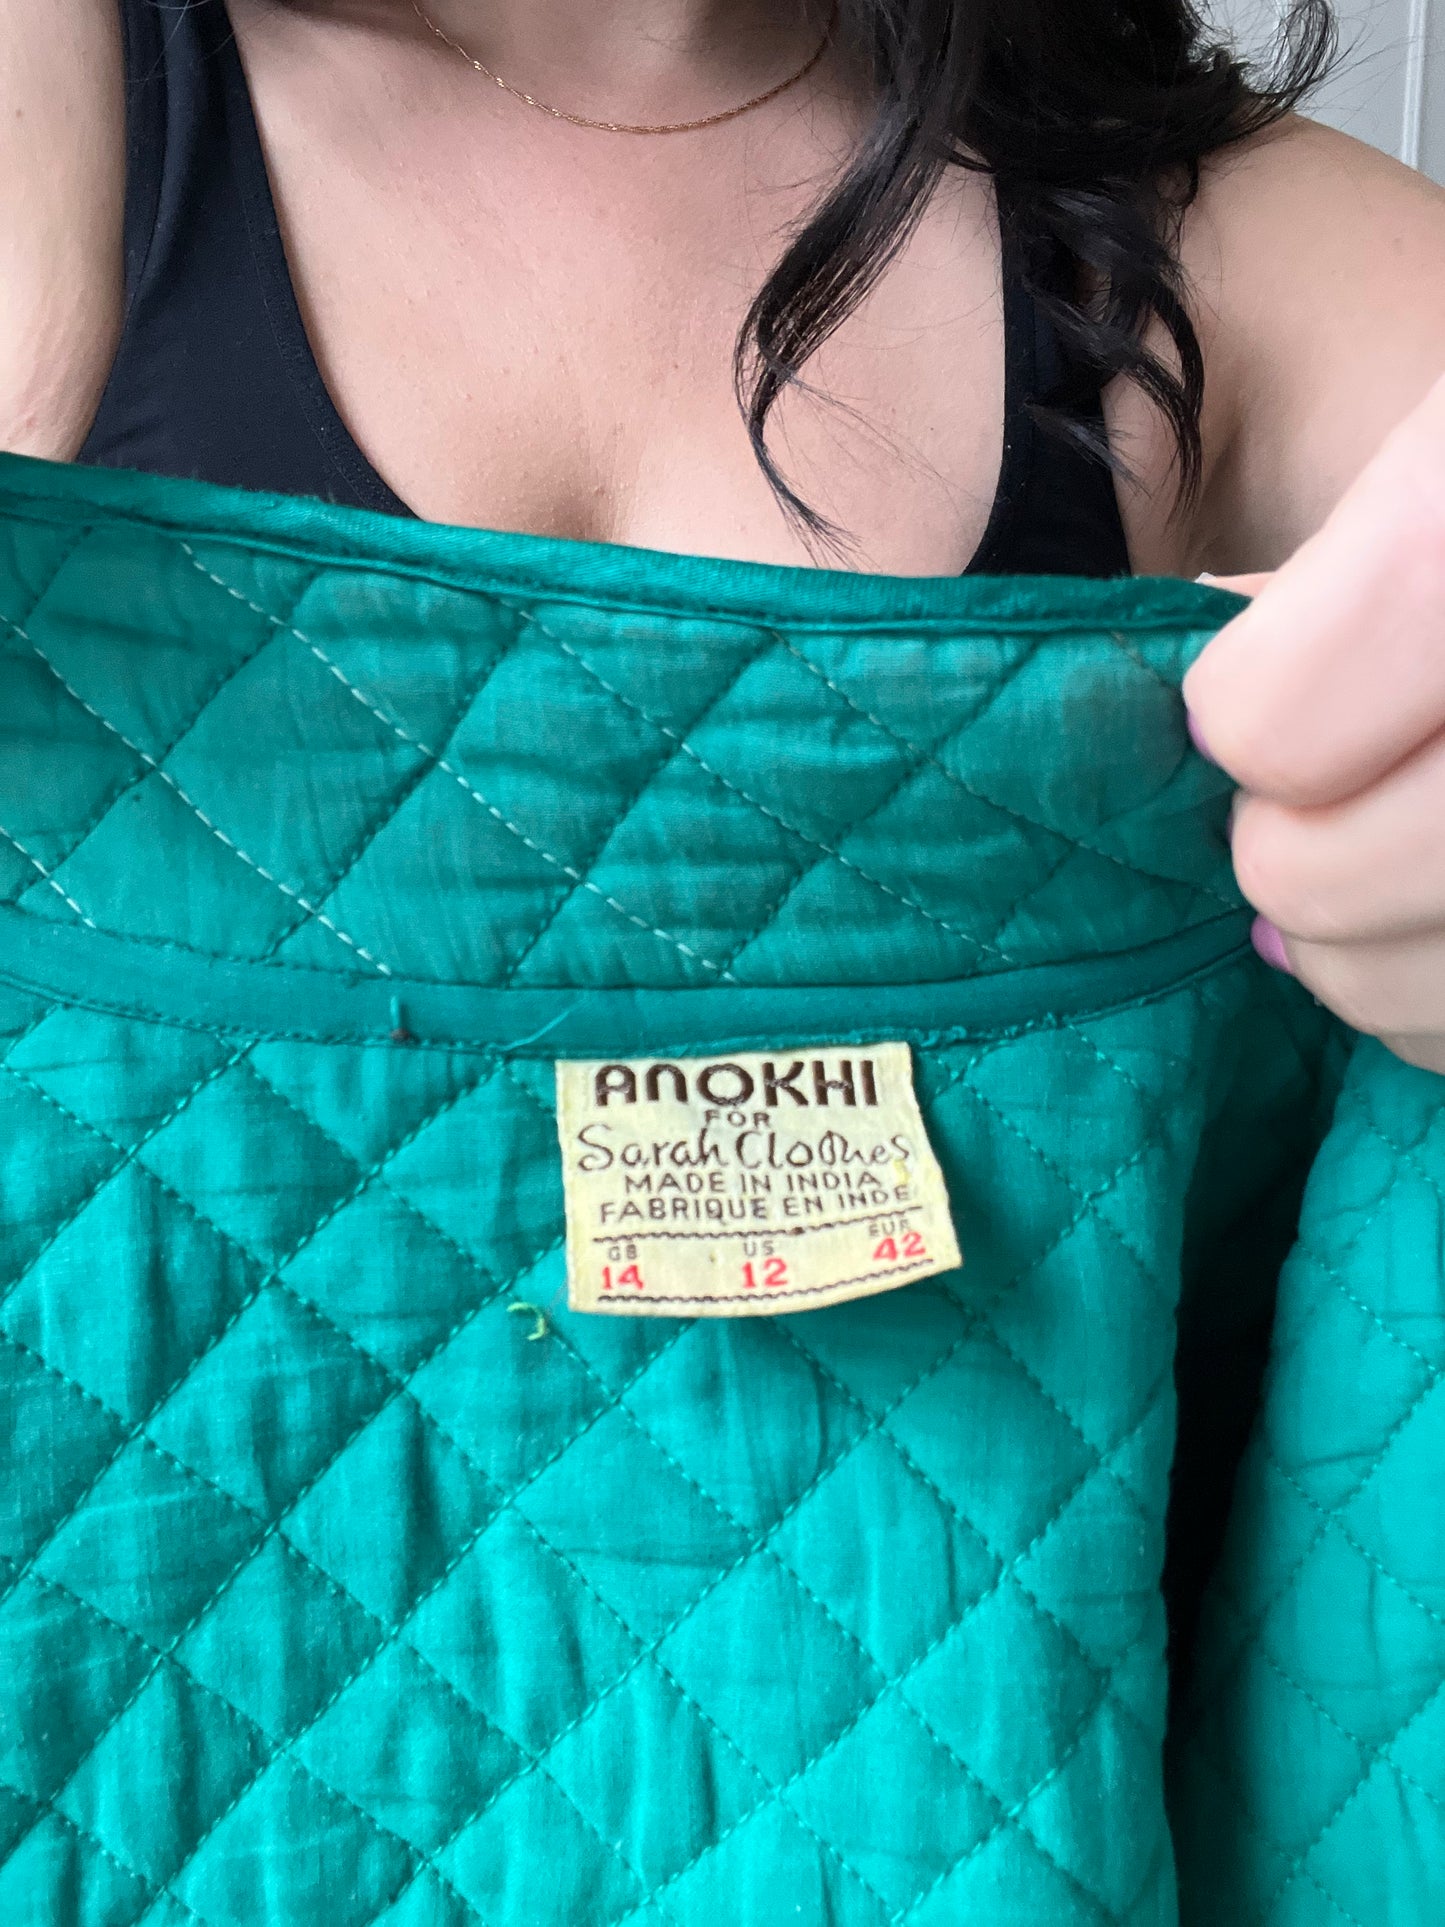 ANOKHI
FOR
Sarah Clothes
MADE IN INDIA
FABRIQUE EN INDE
GB US EUR
14 12 42